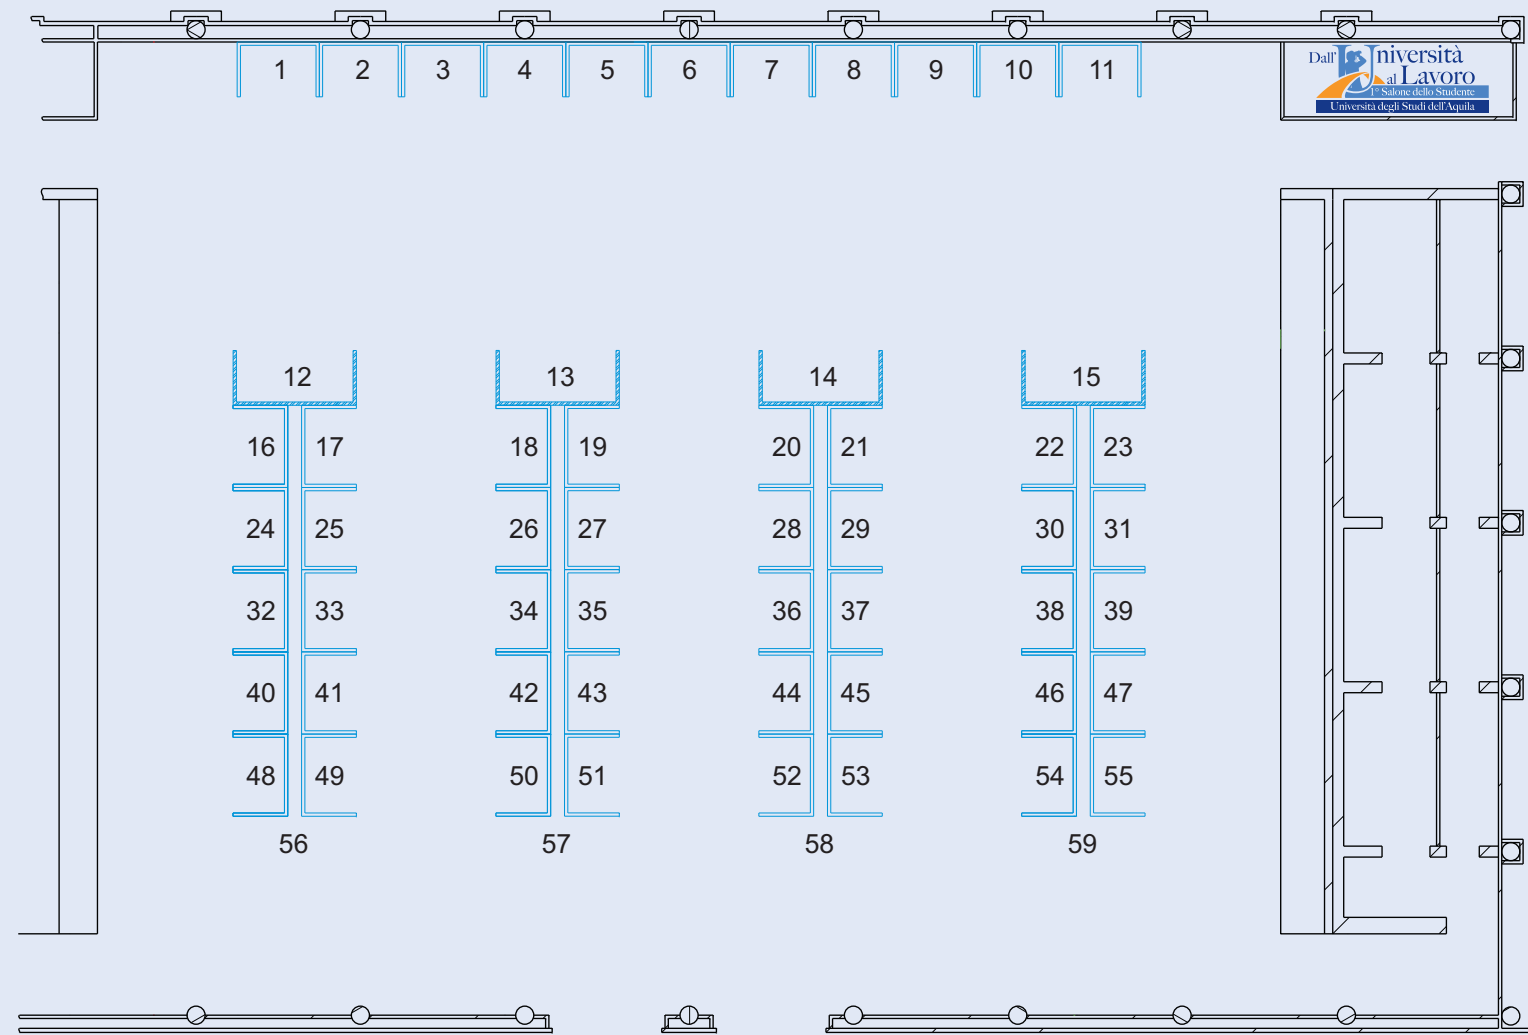 1 2 3 4 5 6 7 8 9 10 11
Dall'Università
al Lavoro
1° Salone dello Studente
Università degli Studi dell'Aquila
12 13 14 15
16 17 18 19 20 21 22 23
24 25 26 27 28 29 30 31
32 33 34 35 36 37 38 39
40 41 42 43 44 45 46 47
48 49 50 51 52 53 54 55
56 57 58 59